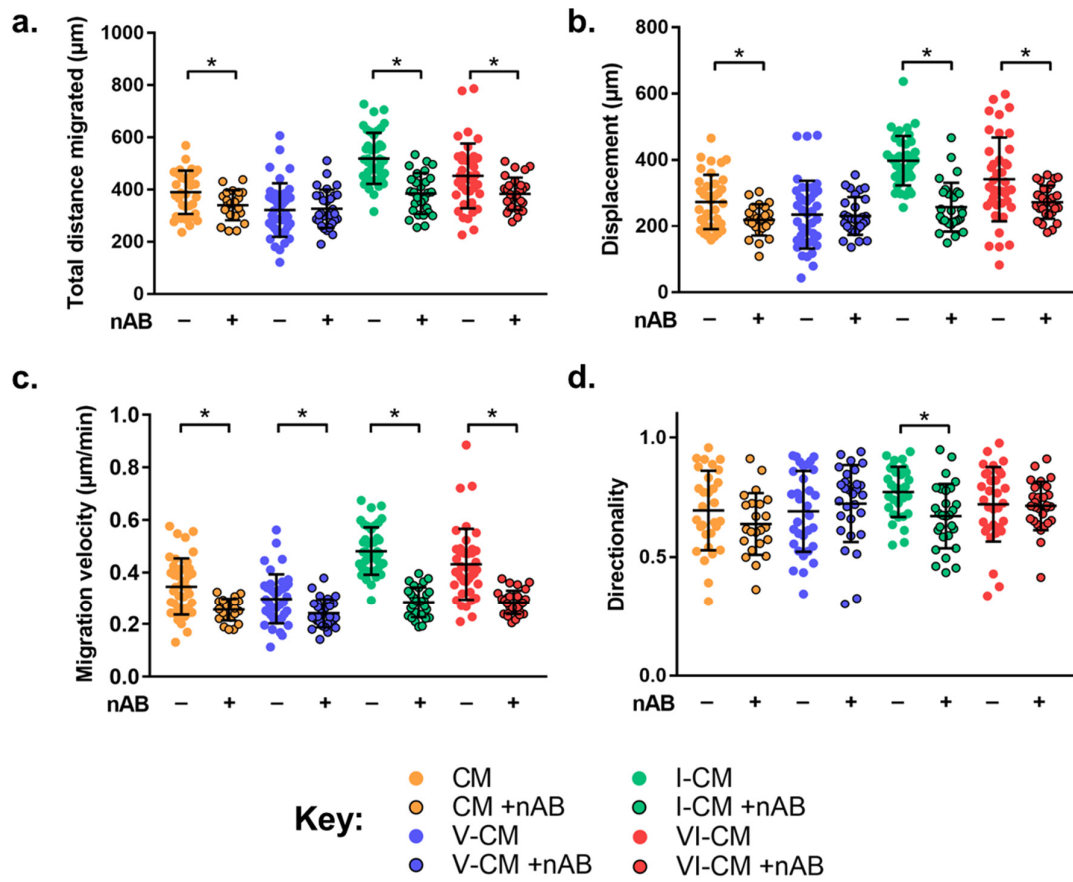 a.
Total distance migrated (μm)
1000
800
600
400
200
0
*
*
*
nAB – + – + – + – +
b.
Displacement (μm)
800
600
400
200
0
*
*
*
nAB – + – + – + – +
c.
Migration velocity (μm/min)
1.0
0.8
0.6
0.4
0.2
0.0
*
*
*
*
nAB – + – + – + – +
d.
Directionality
1.0
0.5
0.0
*
nAB – + – + – + – +
Key:
CM
CM +nAB
V-CM
V-CM +nAB
I-CM
I-CM +nAB
VI-CM
VI-CM +nAB